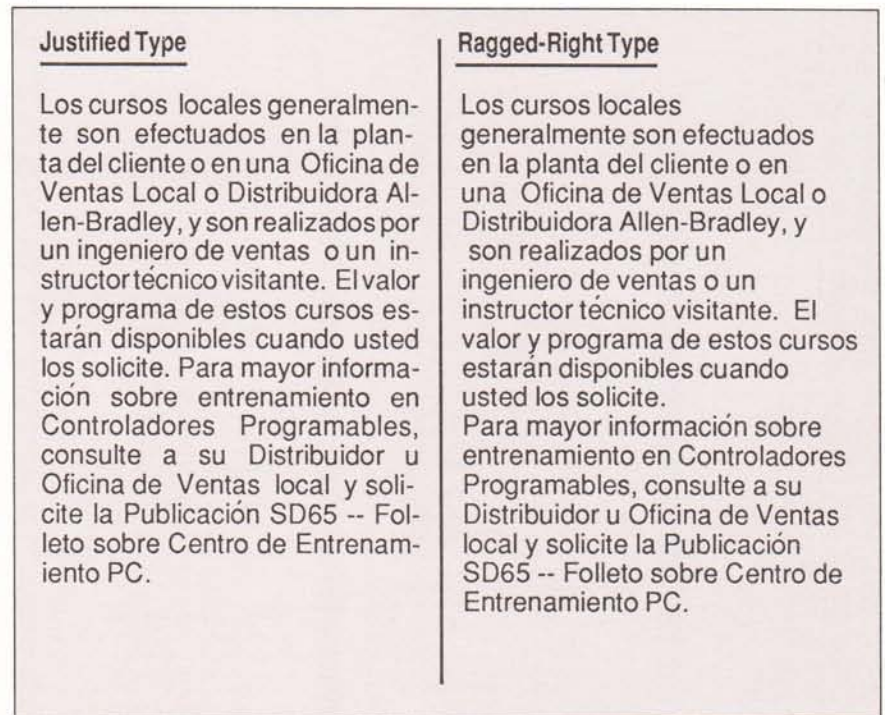 Justified Type
Los cursos locales generalmen-
te son efectuados en la plan-
ta del cliente o en una Oficina de
Ventas Local o Distribuidora Al-
len-Bradley, y son realizados por
un ingeniero de ventas o un in-
structor técnico visitante. El valor
y programa de estos cursos es-
tarán disponibles cuando usted
los solicite. Para mayor informa-
ción sobre entrenamiento en
Controladores Programables,
consulte a su Distribuidor u
Oficina de Ventas local y soli-
cite la Publicación SD65 -- Fol-
leto sobre Centro de Entrenam-
iento PC.
Ragged-Right Type
Los cursos locales
generalmente son efectuados
en la planta del cliente o en
una Oficina de Ventas Local o
Distribuidora Allen-Bradley, y
son realizados por un
ingeniero de ventas o un
instructor técnico visitante. El
valor y programa de estos cursos
estarán disponibles cuando
usted los solicite.
Para mayor información sobre
entrenamiento en Controladores
Programables, consulte a su
Distribuidor u Oficina de Ventas
local y solicite la Publicación
SD65 -- Folleto sobre Centro de
Entrenamiento PC.